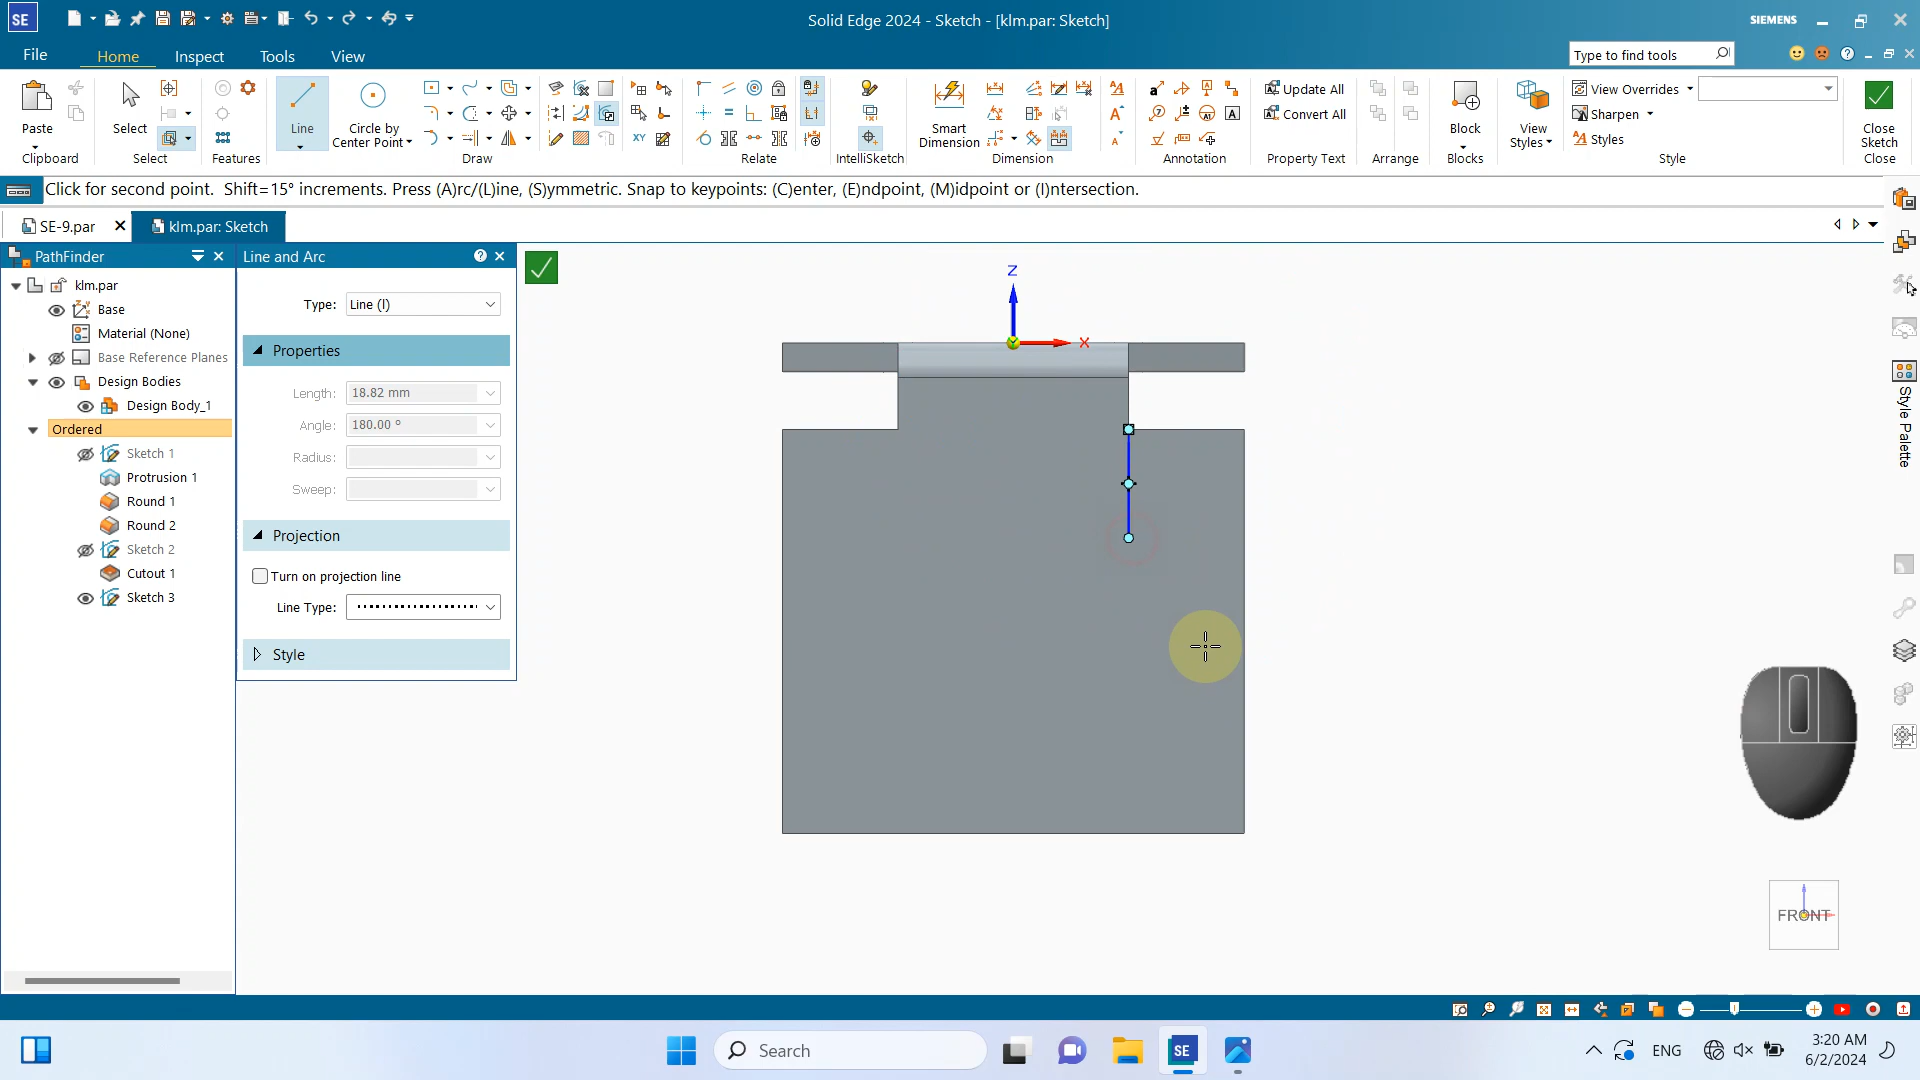 SE
Solid Edge 2024 - Sketch - [klm.par: Sketch]
SIEMENS
File
Home
Inspect
Tools
View
Type to find tools
Paste
Clipboard
Select
Select
Features
Line
Circle by
Center Point
Draw
XY
Relate
IntelliSketch
Smart
Dimension
Dimension
A
Annotation
Update All
Convert All
Property Text
Arrange
Block
Blocks
View
Styles
View Overrides
Sharpen
Styles
Style
Close
Sketch
Close
Click for second point. Shift=15° increments. Press (A)rc/(L)ine, (S)ymmetric. Snap to keypoints: (C)enter, (E)ndpoint, (M)idpoint or (I)ntersection.
SE-9.par
klm.par: Sketch
PathFinder
klm.par
Base
Material (None)
Base Reference Planes
Design Bodies
Design Body_1
Ordered
Sketch 1
Protrusion 1
Round 1
Round 2
Sketch 2
Cutout 1
Sketch 3
Line and Arc
Type:
Line (l)
Properties
Length:
18.82 mm
Angle:
180.00 °
Radius:
Sweep:
Projection
Turn on projection line
Line Type:
Style
Z
X
Y
Style Palette
FRONT
Search
SE
ENG
3:20 AM
6/2/2024